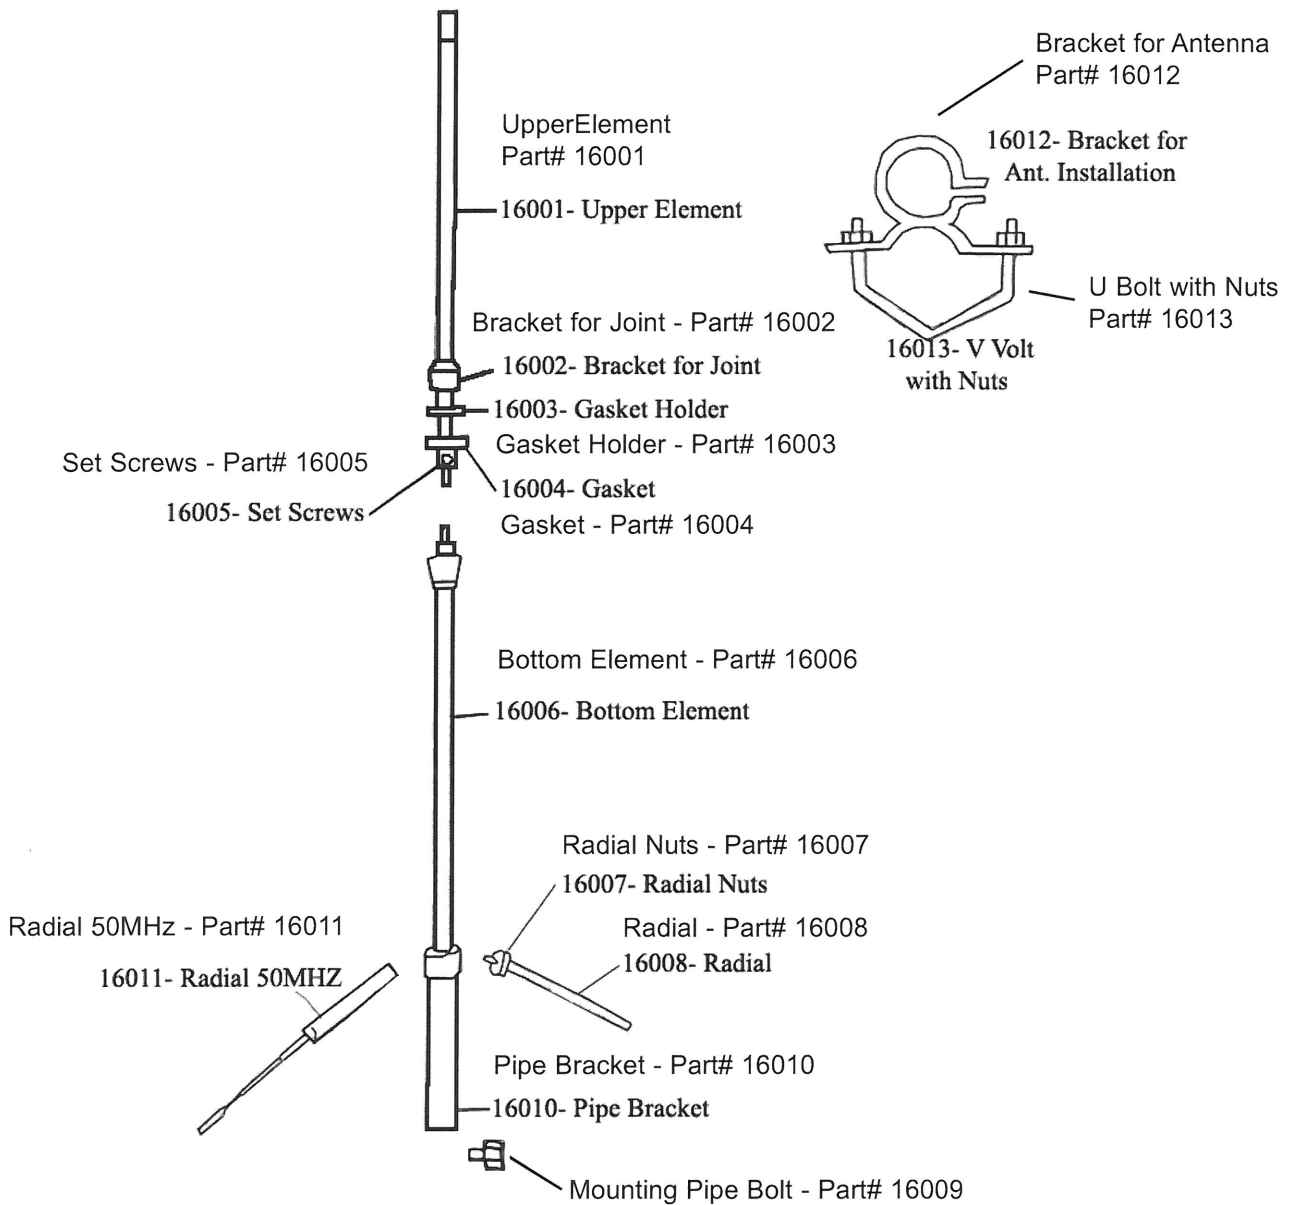 Bracket for Antenna
Part# 16012
UpperElement
Part# 16001
16012- Bracket for
Ant. Installation
16001- Upper Element
U Bolt with Nuts
Part# 16013
Bracket for Joint - Part# 16002
16013- V Volt
with Nuts
16002- Bracket for Joint
16003- Gasket Holder
Gasket Holder - Part# 16003
Set Screws - Part# 16005
16004- Gasket
16005- Set Screws
Gasket - Part# 16004
Bottom Element - Part# 16006
16006- Bottom Element
Radial Nuts - Part# 16007
16007- Radial Nuts
Radial 50MHz - Part# 16011
Radial - Part# 16008
16008- Radial
16011- Radial 50MHZ
Pipe Bracket - Part# 16010
16010- Pipe Bracket
Mounting Pipe Bolt - Part# 16009